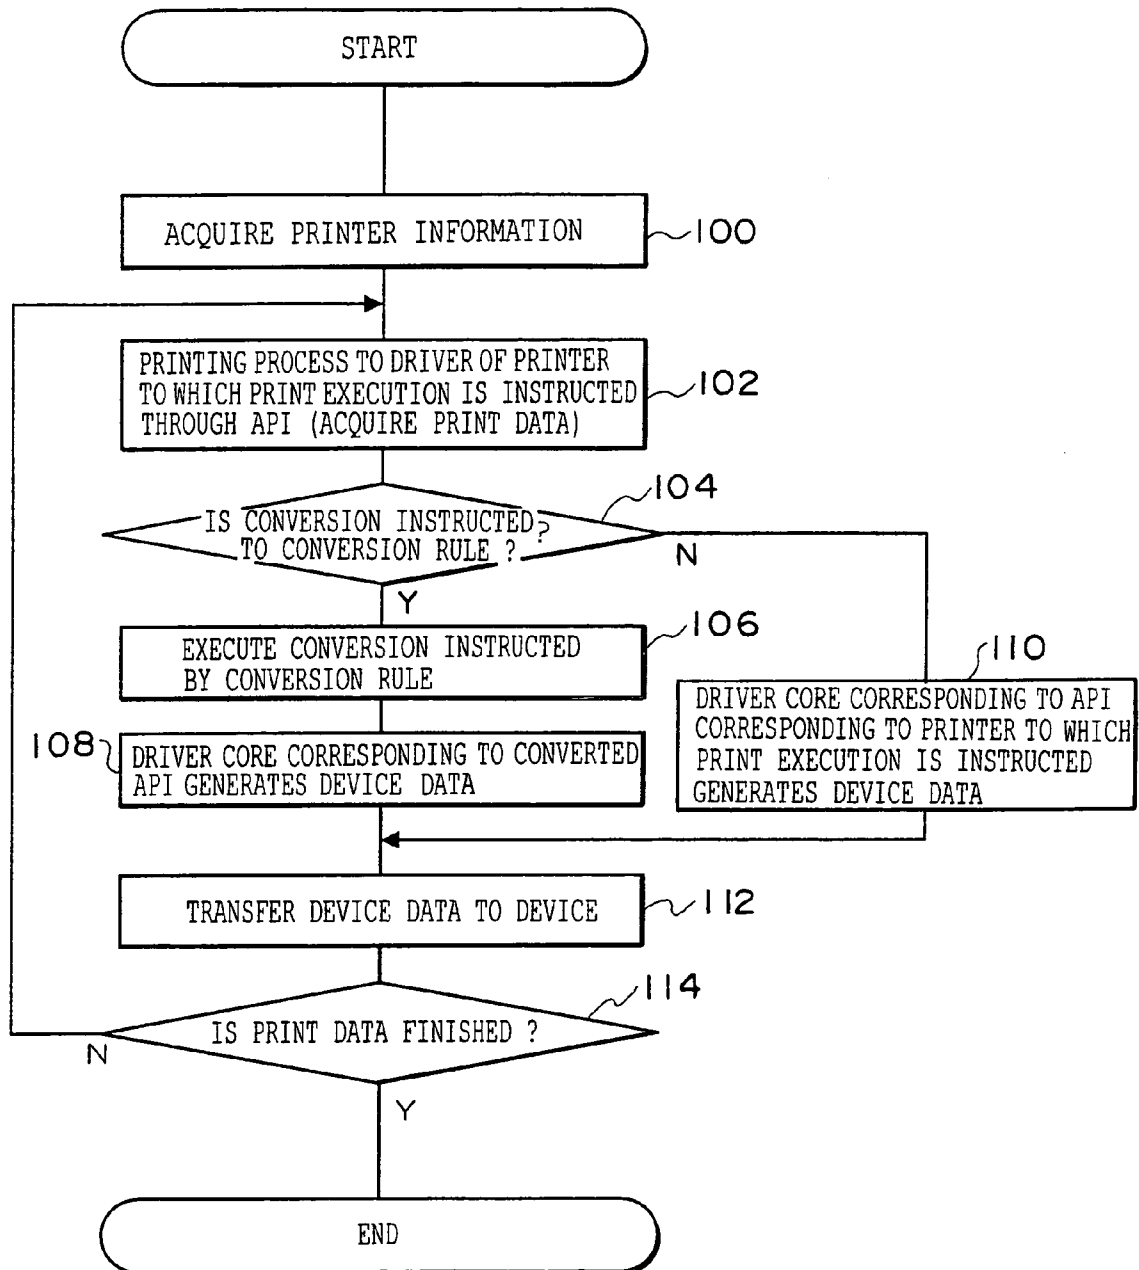 START
ACQUIRE PRINTER INFORMATION
100
PRINTING PROCESS TO DRIVER OF PRINTER
TO WHICH PRINT EXECUTION IS INSTRUCTED
THROUGH API (ACQUIRE PRINT DATA)
102
104
IS CONVERSION INSTRUCTED?
TO CONVERSION RULE ?
N
Y
106
EXECUTE CONVERSION INSTRUCTED
BY CONVERSION RULE
110
DRIVER CORE CORRESPONDING TO API
CORRESPONDING TO PRINTER TO WHICH
PRINT EXECUTION IS INSTRUCTED
GENERATES DEVICE DATA
108
DRIVER CORE CORRESPONDING TO CONVERTED
API GENERATES DEVICE DATA
TRANSFER DEVICE DATA TO DEVICE
112
114
IS PRINT DATA FINISHED ?
N
Y
END